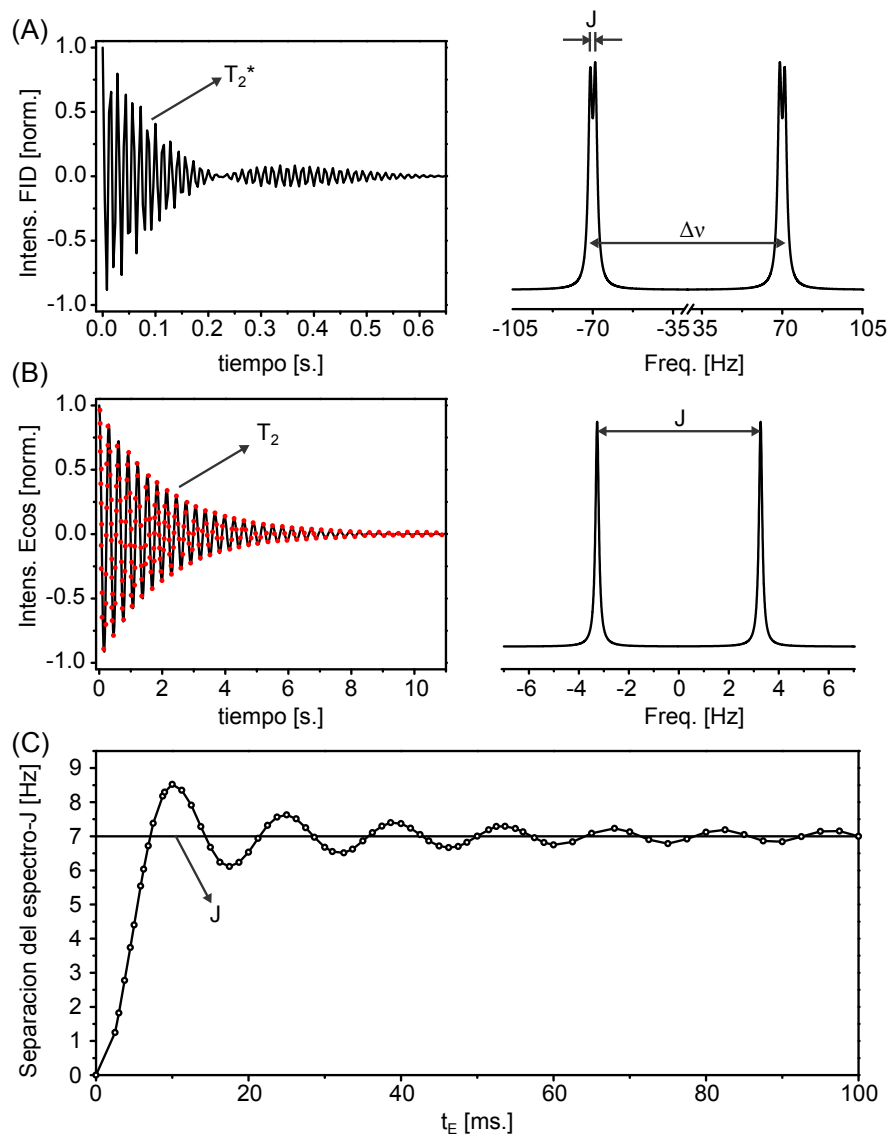 (A)
J
Intens. FID [norm.]
1.0
0.5
0.0
-0.5
-1.0
T2*
Δν
0.0 0.1 0.2 0.3 0.4 0.5 0.6
tiempo [s.]
-105 -70 -35 35 70 105
Freq. [Hz]
(B)
Intens. Ecos [norm.]
1.0
0.5
0.0
-0.5
-1.0
T2
J
0 2 4 6 8 10
tiempo [s.]
-6 -4 -2 0 2 4 6
Freq. [Hz]
(C)
Separacion del espectro-J [Hz]
9
8
7
6
5
4
3
2
1
0
J
0 20 40 60 80 100
tE [ms.]